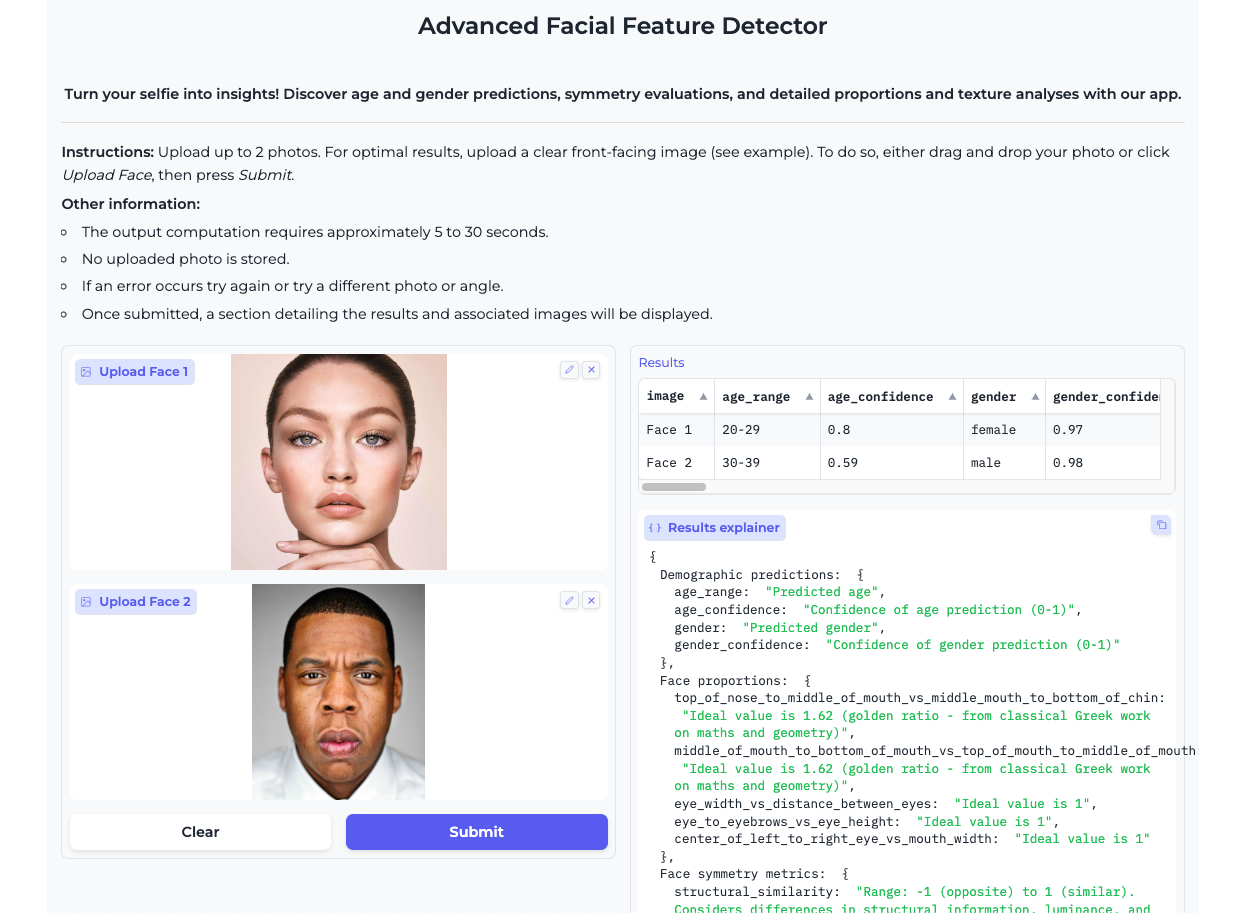 Advanced Facial Feature Detector
Turn your selfie into insights! Discover age and gender predictions, symmetry evaluations, and detailed proportions and texture analyses with our app.
Instructions: Upload up to 2 photos. For optimal results, upload a clear front-facing image (see example). To do so, either drag and drop your photo or click
Upload Face, then press Submit.
Other information:
The output computation requires approximately 5 to 30 seconds.
No uploaded photo is stored.
If an error occurs try again or try a different photo or angle.
Once submitted, a section detailing the results and associated images will be displayed.
Upload Face 1
Upload Face 2
Clear
Submit
Results
image age_range age_confidence gender gender_confide
Face 1 20-29 0.8 female 0.97
Face 2 30-39 0.59 male 0.98
{ } Results explainer
{
Demographic predictions: {
age_range: "Predicted age",
age_confidence: "Confidence of age prediction (0-1)",
gender: "Predicted gender",
gender_confidence: "Confidence of gender prediction (0-1)"
},
Face proportions: {
top_of_nose_to_middle_of_mouth_vs_middle_mouth_to_bottom_of_chin:
"Ideal value is 1.62 (golden ratio - from classical Greek work
on maths and geometry)",
middle_of_mouth_to_bottom_of_mouth_vs_top_of_mouth_to_middle_of_mouth:
"Ideal value is 1.62 (golden ratio - from classical Greek work
on maths and geometry)",
eye_width_vs_distance_between_eyes: "Ideal value is 1",
eye_to_eyebrows_vs_eye_height: "Ideal value is 1",
center_of_left_to_right_eye_vs_mouth_width: "Ideal value is 1"
},
Face symmetry metrics: {
structural_similarity: "Range: -1 (opposite) to 1 (similar).
Considers differences in structural information, luminance, and